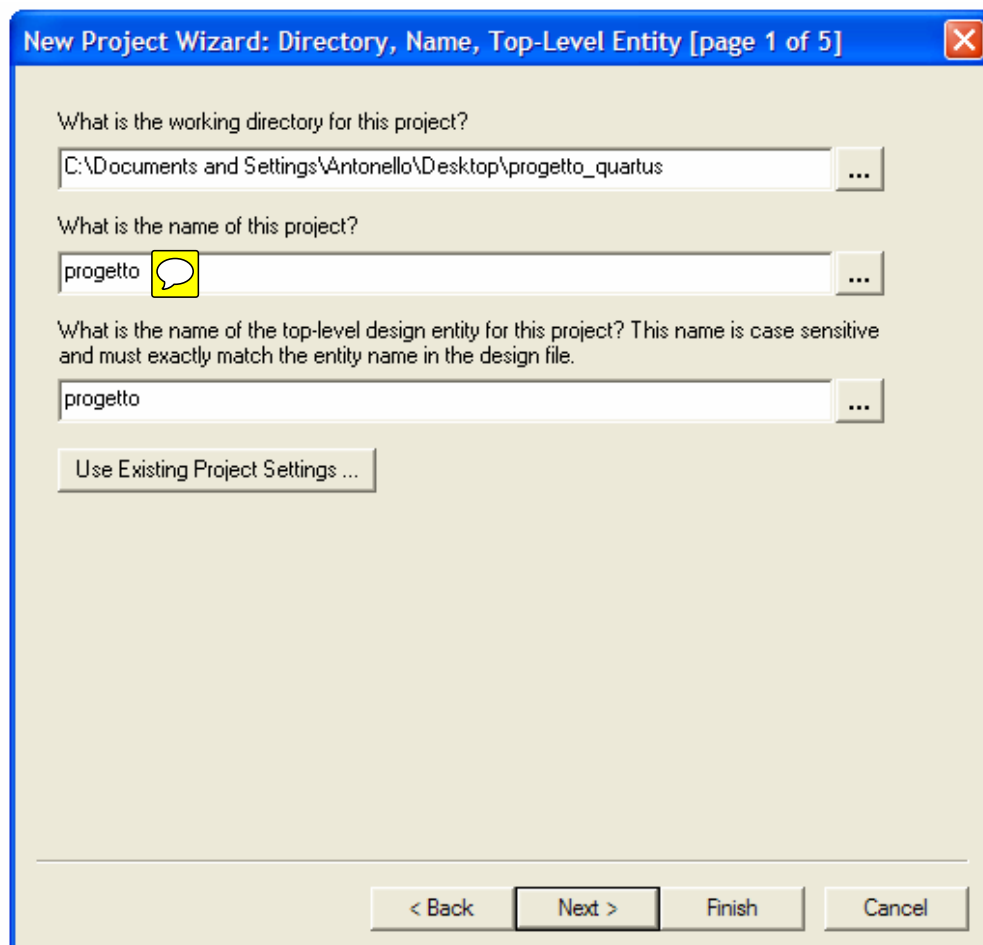 New Project Wizard: Directory, Name, Top-Level Entity [page 1 of 5]
What is the working directory for this project?
C:\Documents and Settings\Antonello\Desktop\progetto_quartus
...
What is the name of this project?
progetto
...
What is the name of the top-level design entity for this project? This name is case sensitive
and must exactly match the entity name in the design file.
progetto
...
Use Existing Project Settings ...
< Back
Next >
Finish
Cancel